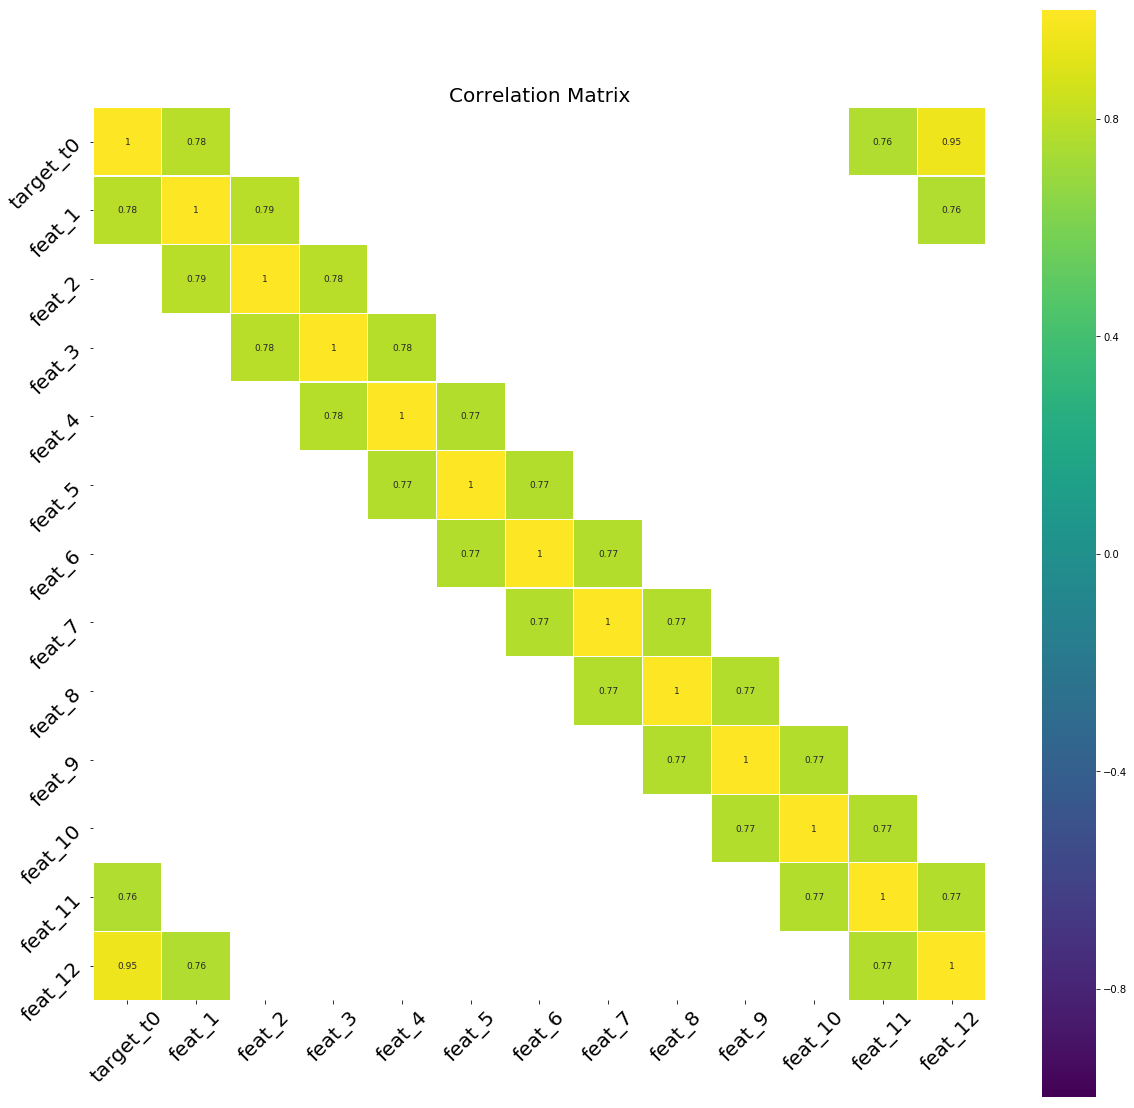 Correlation Matrix
target_t0 1 0.78 0.76 0.95
feat_1 0.78 1 0.79 0.76
feat_2 0.79 1 0.78
feat_3 0.78 1 0.78
feat_4 0.78 1 0.77
feat_5 0.77 1 0.77
feat_6 0.77 1 0.77
feat_7 0.77 1 0.77
feat_8 0.77 1 0.77
feat_9 0.77 1 0.77
feat_10 0.77 1 0.77
feat_11 0.76 0.77 1 0.77
feat_12 0.95 0.76 0.77 1
target_t0 feat_1 feat_2 feat_3 feat_4 feat_5 feat_6 feat_7 feat_8 feat_9 feat_10 feat_11 feat_12
0.8
0.4
0.0
−0.4
−0.8